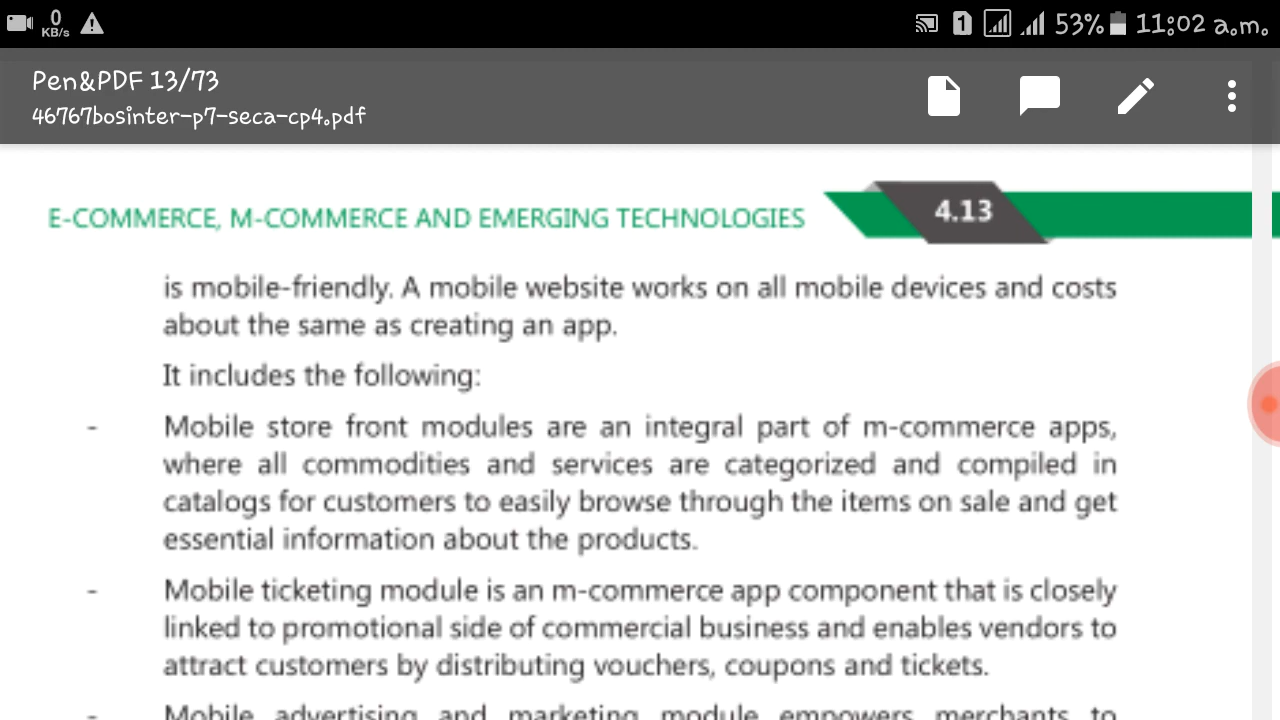 0
KB/s
1
53%
11:02 a.m.
Pen&PDF 13/73
46767bosinter-p7-seca-cp4.pdf
E-COMMERCE, M-COMMERCE AND EMERGING TECHNOLOGIES
4.13
is mobile-friendly. A mobile website works on all mobile devices and costs
about the same as creating an app.
It includes the following:
- Mobile store front modules are an integral part of m-commerce apps,
where all commodities and services are categorized and compiled in
catalogs for customers to easily browse through the items on sale and get
essential information about the products.
- Mobile ticketing module is an m-commerce app component that is closely
linked to promotional side of commercial business and enables vendors to
attract customers by distributing vouchers, coupons and tickets.
- Mobile advertising and marketing module empowers merchants to